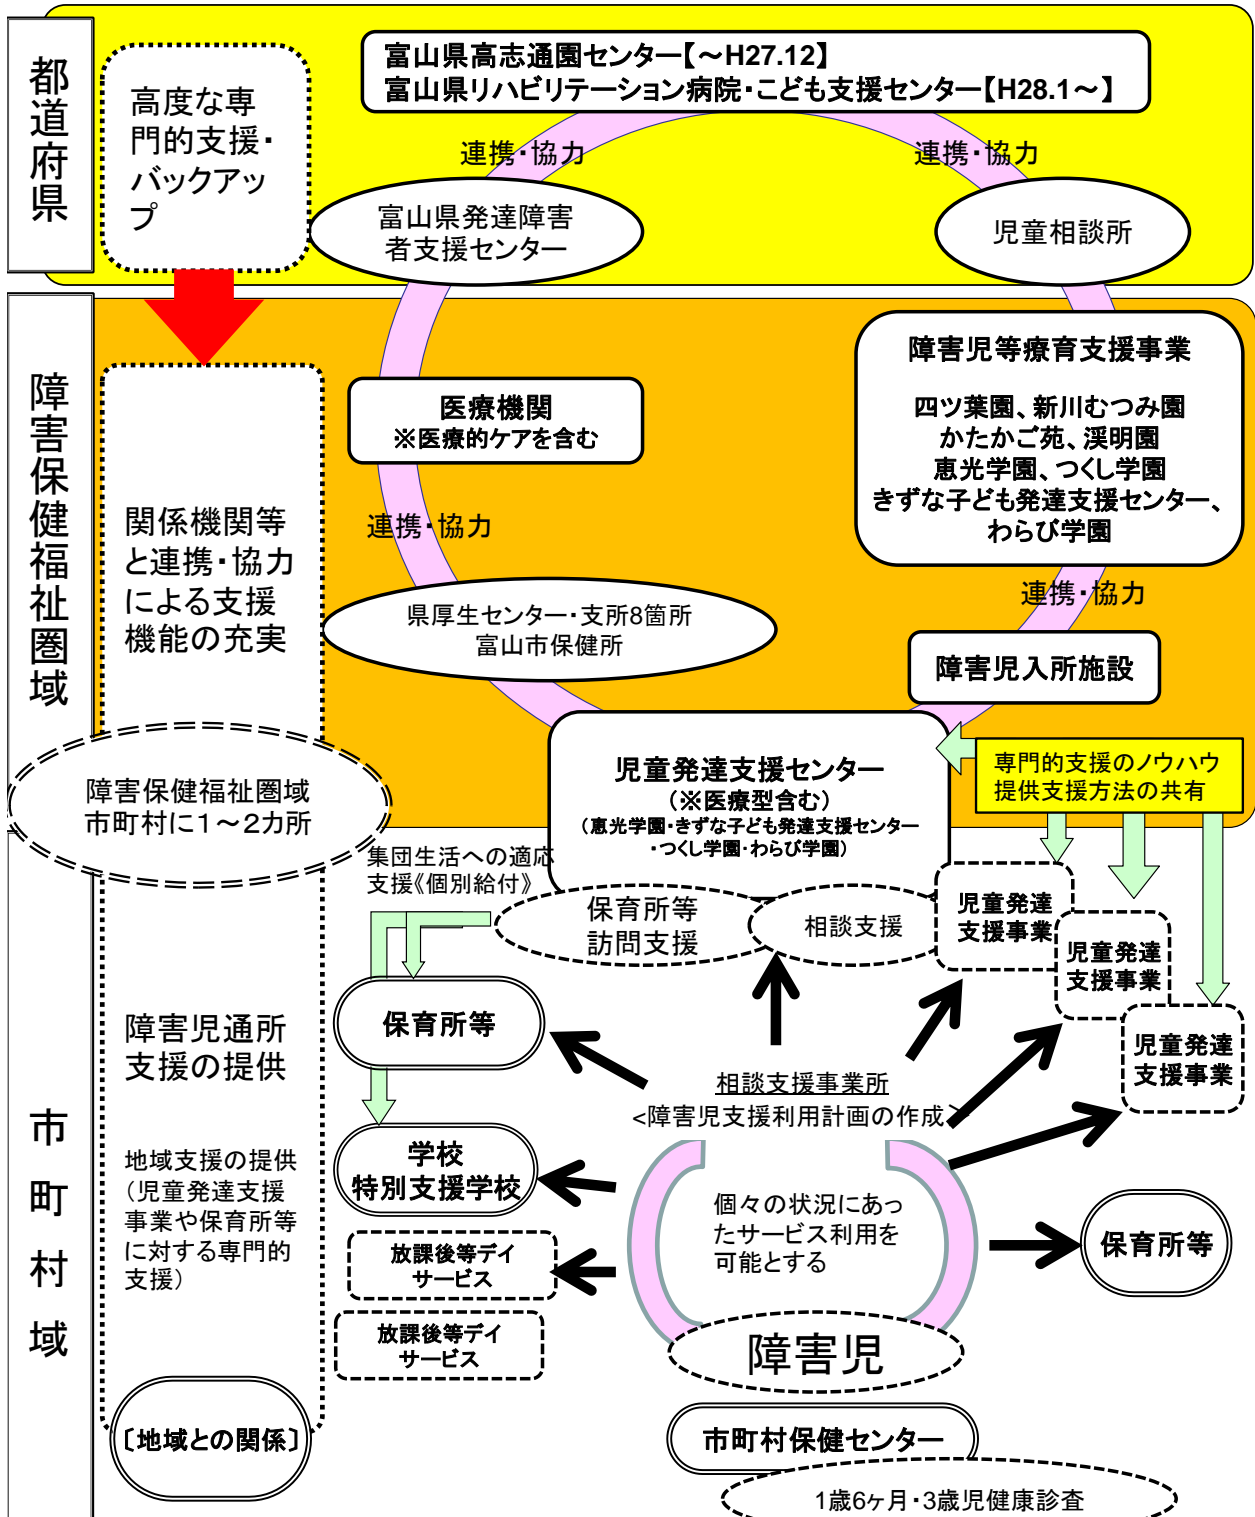 都道府県
高度な専
門的支援・
バックアッ
プ
富山県高志通園センター【～H27.12】
富山県リハビリテーション病院・こども支援センター【H28.1～】
連携・協力
連携・協力
富山県発達障害
者支援センター
児童相談所
障害保健福祉圏域
関係機関等
と連携・協力
による支援
機能の充実
医療機関
※医療的ケアを含む
障害児等療育支援事業
四ツ葉園、新川むつみ園
かたかご苑、渓明園
恵光学園、つくし学園
きずな子ども発達支援センター、
わらび学園
連携・協力
連携・協力
県厚生センター・支所8箇所
富山市保健所
障害児入所施設
障害保健福祉圏域
市町村に１～２カ所
児童発達支援センター
（※医療型含む）
（恵光学園・きずな子ども発達支援センター
・つくし学園・わらび学園）
専門的支援のノウハウ
提供支援方法の共有
集団生活への適応
支援《個別給付》
保育所等
訪問支援
相談支援
児童発達
支援事業
児童発達
支援事業
児童発達
支援事業
市町村域
障害児通所
支援の提供
地域支援の提供
（児童発達支援
事業や保育所等
に対する専門的
支援）
〔地域との関係〕
保育所等
学校
特別支援学校
放課後等デイ
サービス
放課後等デイ
サービス
相談支援事業所
<障害児支援利用計画の作成>
個々の状況にあっ
たサービス利用を
可能とする
保育所等
障害児
市町村保健センター
1歳6ヶ月・3歳児健康診査